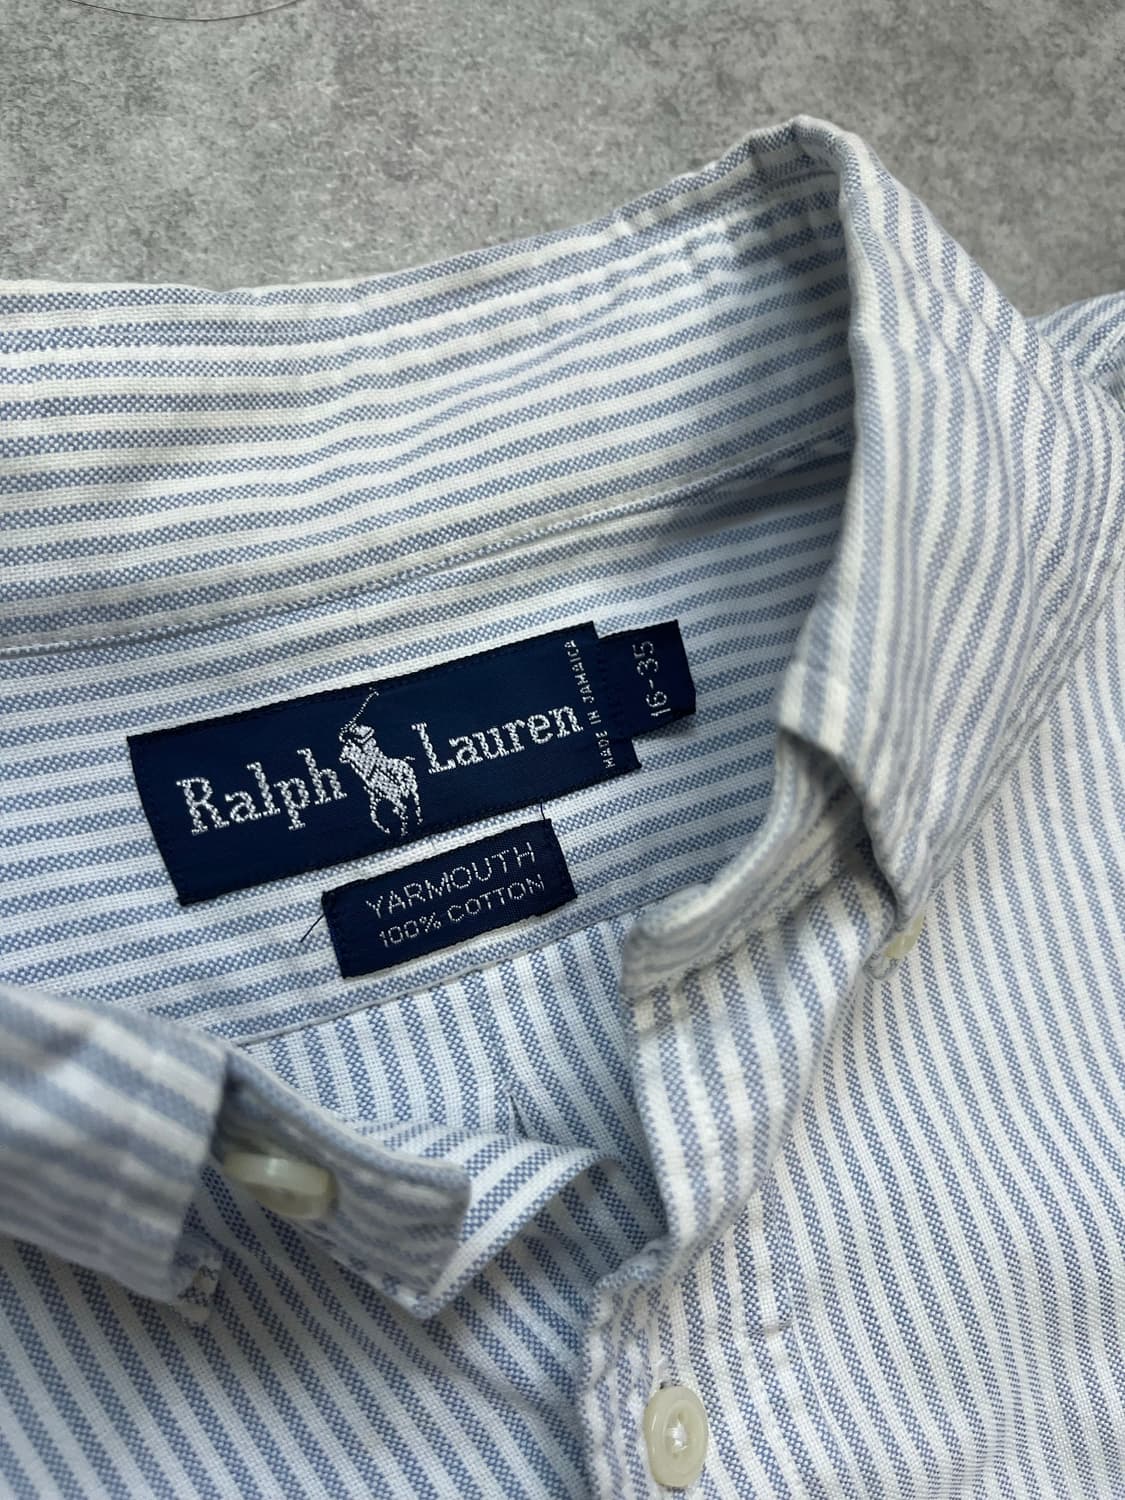 Ralph Lauren
MADE IN JAMAICA
16-35
YARMOUTH
100% COTTON